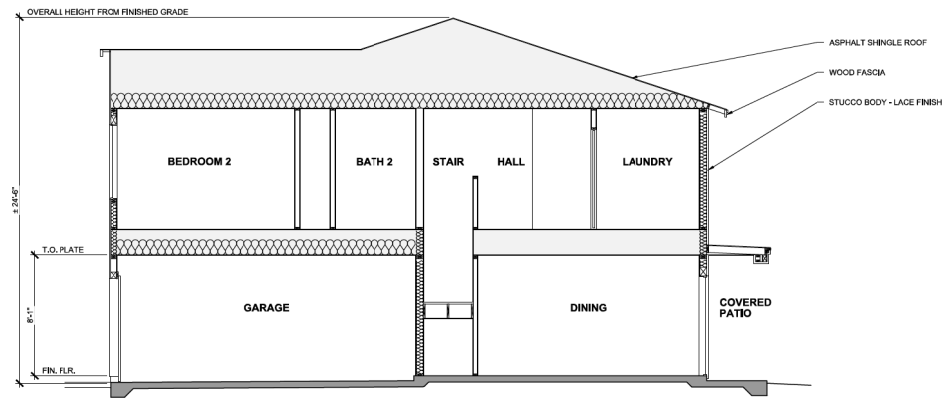 OVERALL HEIGHT FROM FINISHED GRADE
ASPHALT SHINGLE ROOF
WOOD FASCIA
STUCCO BODY - LACE FINISH
BEDROOM 2
BATH 2
STAIR
HALL
LAUNDRY
± 24'-6"
T.O. PLATE
8'-1"
GARAGE
DINING
COVERED
PATIO
FIN. FLR.